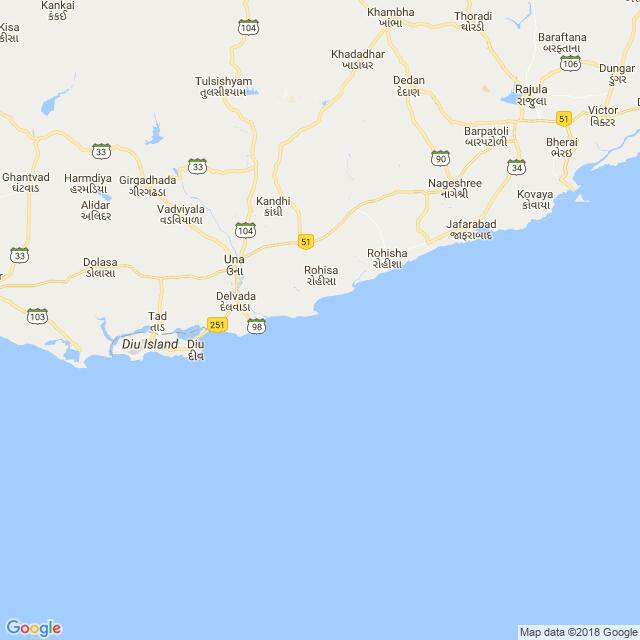 Kankai
કંકઈ
Kisa
કીસા
104
Khambha
ખાંભા
Thoradi
થોરડી
Baraftana
બરફતાના
106
Dungar
ડુંગર
Khadadhar
ખાડાધર
Tulsishyam
તુલસીશ્યામ
Dedan
દેદાણ
Rajula
રાજુલા
Victor
વિક્ટર
51
Barpatoli
બારપટોળી
Bherai
ભેરાઇ
33
33
90
34
Ghantvad
ઘંટવાડ
Harmdiya
હરમડિયા
Girgadhada
ગીરગઢડા
Nageshree
નાગેશ્રી
Kovaya
કોવાયા
Alidar
અલિદર
Vadviyala
વડવિયાળા
Kandhi
કાંધી
Jafarabad
જાફરાબાદ
104
51
33
Dolasa
ડોલાસા
Una
ઉના
Rohisa
રોહીસા
Rohisha
રોહીશા
Delvada
દેલવાડા
103
Tad
તાડ
251
98
Diu Island
Diu
દીવ
Google
Map data ©2018 Google